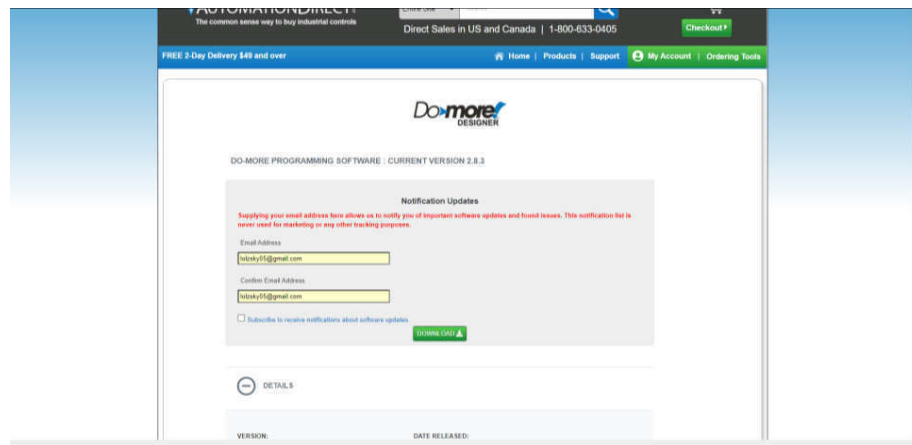 AUTOMATIONDIRECT
The common sense way to buy industrial controls
Entire Site
Search
Direct Sales in US and Canada | 1-800-633-0405
Checkout
FREE 2-Day Delivery $49 and over
Home | Products | Support
My Account | Ordering Tools
Do-more!
DESIGNER
DO-MORE PROGRAMMING SOFTWARE : CURRENT VERSION 2.8.3
Notification Updates
Supplying your email address here allows us to notify you of important software updates and found issues. This notification list is
never used for marketing or any other tracking purposes.
Email Address
Confirm Email Address
Subscribe to receive notifications about software updates.
DOWNLOAD
DETAILS
VERSION:
DATE RELEASED: